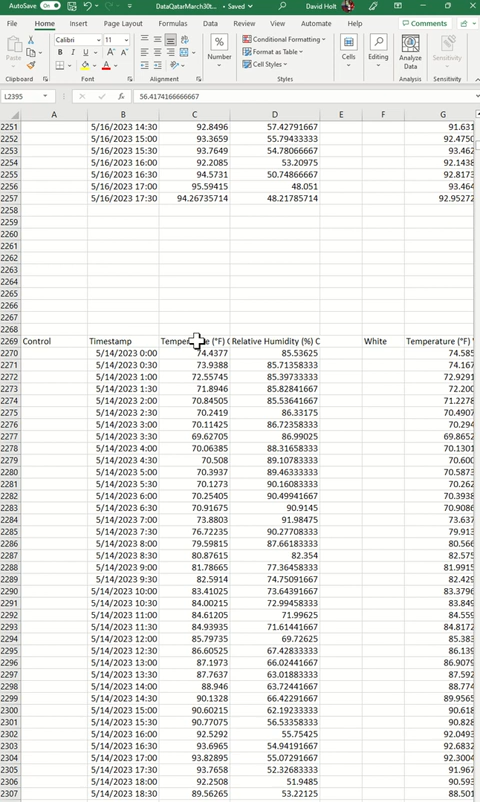 AutoSave On DataQatarMarch30t... • Saved David Holt
File Home Insert Page Layout Formulas Data Review View Automate Help Comments
Paste Calibri 11 A A Number Conditional Formatting Cells Editing Analyze Data Sensitivity
B I U Format as Table
A Cell Styles
Clipboard Font Alignment Styles Analysis Sensitivity
L2395 fx 56.4174166666667
A B C D E F G
2251 5/16/2023 14:30 92.8496 57.42791667 91.631
2252 5/16/2023 15:00 93.3659 55.79433333 92.4750
2253 5/16/2023 15:30 93.7649 54.78066667 93.462
2254 5/16/2023 16:00 92.2085 53.20975 92.1438
2255 5/16/2023 16:30 94.5731 50.74866667 92.8173
2256 5/16/2023 17:00 95.59415 48.051 93.464
2257 5/16/2023 17:30 94.26735714 48.21785714 92.95272
2258
2259
2260
2261
2262
2263
2264
2265
2266
2267
2268
2269 Control Timestamp Relative Humidity (%) C White Temperature (°F)
2270 5/14/2023 0:00 74.4377 85.53625 74.585
2271 5/14/2023 0:30 73.9388 85.71358333 74.167
2272 5/14/2023 1:00 72.55745 85.39733333 72.9291
2273 5/14/2023 1:30 71.8946 85.82841667 72.200
2274 5/14/2023 2:00 70.84505 85.53641667 71.2278
2275 5/14/2023 2:30 70.2419 86.33175 70.4907
2276 5/14/2023 3:00 70.11425 86.72358333 70.294
2277 5/14/2023 3:30 69.62705 86.99025 69.8652
2278 5/14/2023 4:00 70.06385 88.31658333 70.1301
2279 5/14/2023 4:30 70.508 89.10783333 70.600
2280 5/14/2023 5:00 70.3937 89.46333333 70.5873
2281 5/14/2023 5:30 70.1273 90.16083333 70.262
2282 5/14/2023 6:00 70.25405 90.49941667 70.3938
2283 5/14/2023 6:30 70.91675 90.9145 70.9086
2284 5/14/2023 7:00 73.8803 91.98475 73.637
2285 5/14/2023 7:30 76.72235 90.27708333 79.913
2286 5/14/2023 8:00 79.59815 87.66183333 80.566
2287 5/14/2023 8:30 80.87615 82.354 82.575
2288 5/14/2023 9:00 81.78665 77.36458333 81.9915
2289 5/14/2023 9:30 82.5914 74.75091667 82.429
2290 5/14/2023 10:00 83.41025 73.64391667 83.3796
2291 5/14/2023 10:30 84.00215 72.99458333 83.849
2292 5/14/2023 11:00 84.61205 71.99625 84.559
2293 5/14/2023 11:30 84.93935 71.61441667 84.8172
2294 5/14/2023 12:00 85.79735 69.72625 85.383
2295 5/14/2023 12:30 86.60525 67.42833333 86.139
2296 5/14/2023 13:00 87.1973 66.02441667 86.9079
2297 5/14/2023 13:30 87.7637 63.01883333 87.592
2298 5/14/2023 14:00 88.946 63.72441667 88.774
2299 5/14/2023 14:30 90.1328 66.42291667 89.9565
2300 5/14/2023 15:00 90.60215 62.19233333 90.618
2301 5/14/2023 15:30 90.77075 56.53358333 90.828
2302 5/14/2023 16:00 92.5292 55.75425 92.0493
2303 5/14/2023 16:30 93.6965 54.94191667 92.6832
2304 5/14/2023 17:00 93.82895 55.07291667 92.3004
2305 5/14/2023 17:30 93.7658 52.32683333 91.967
2306 5/14/2023 18:00 92.2508 51.9485 90.593
2307 5/14/2023 18:30 89.56265 53.22125 88.501